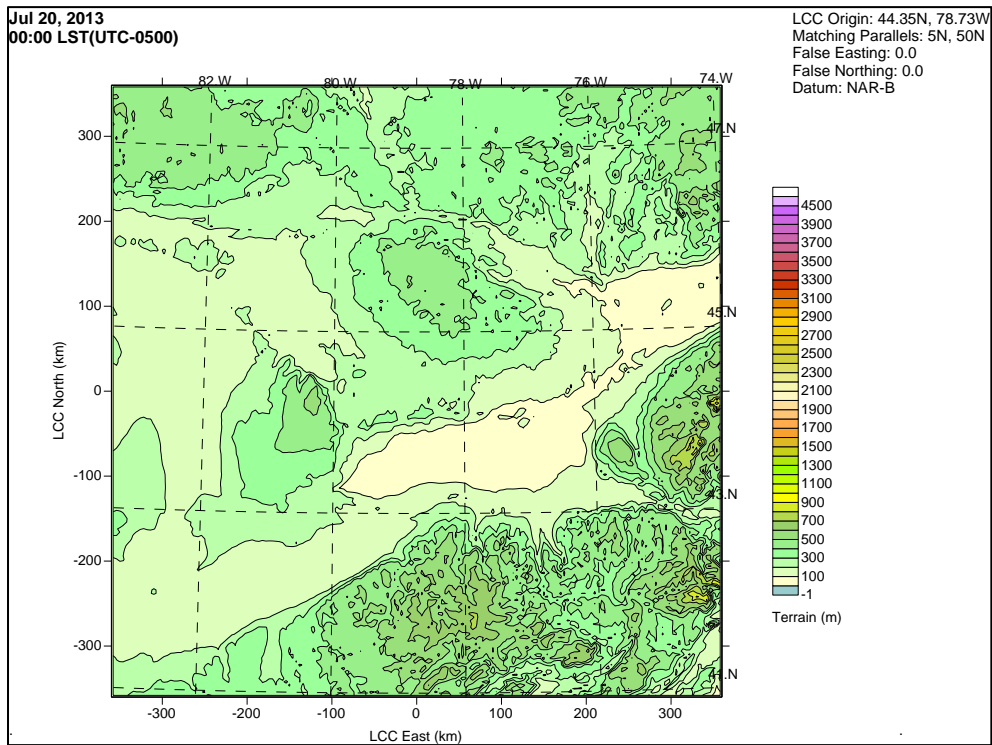 Jul 20, 2013
00:00 LST(UTC-0500)
LCC Origin: 44.35N, 78.73W
Matching Parallels: 5N, 50N
False Easting: 0.0
False Northing: 0.0
Datum: NAR-B
82.W 80.W 78.W 76.W 74.W
47.N
45.N
43.N
41.N
300
200
100
0
-100
-200
-300
LCC North (km)
-300 -200 -100 0 100 200 300
LCC East (km)
4500
3900
3700
3500
3300
3100
2900
2700
2500
2300
2100
1900
1700
1500
1300
1100
900
700
500
300
100
-1
Terrain (m)